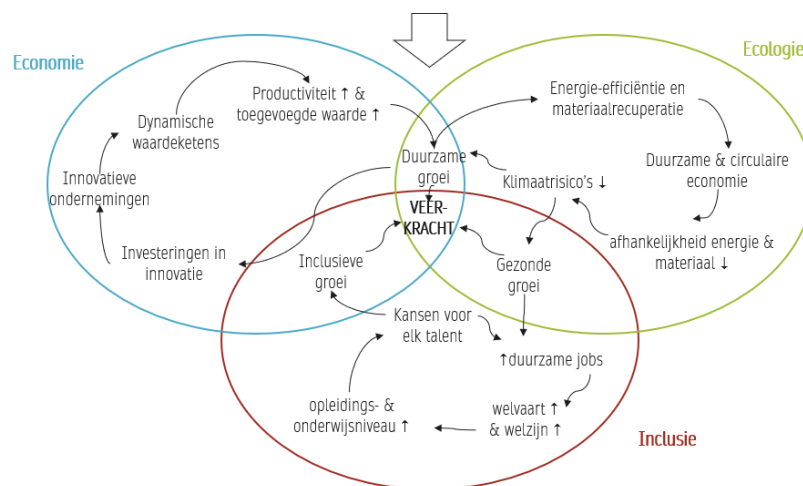 Economie
Ecologie
Productiviteit ↑ &
toegevoegde waarde ↑
Energie-efficiëntie en
materiaalrecuperatie
Dynamische
waardeketens
Duurzame
groei
Klimaatrisico's ↓
Duurzame & circulaire
economie
Innovatieve
ondernemingen
VEER-
KRACHT
afhankelijkheid energie &
materiaal ↓
Investeringen in
innovatie
Inclusieve
groei
Gezonde
groei
Kansen voor
elk talent
↑duurzame jobs
opleidings- &
onderwijsniveau ↑
welvaart ↑
& welzijn ↑
Inclusie